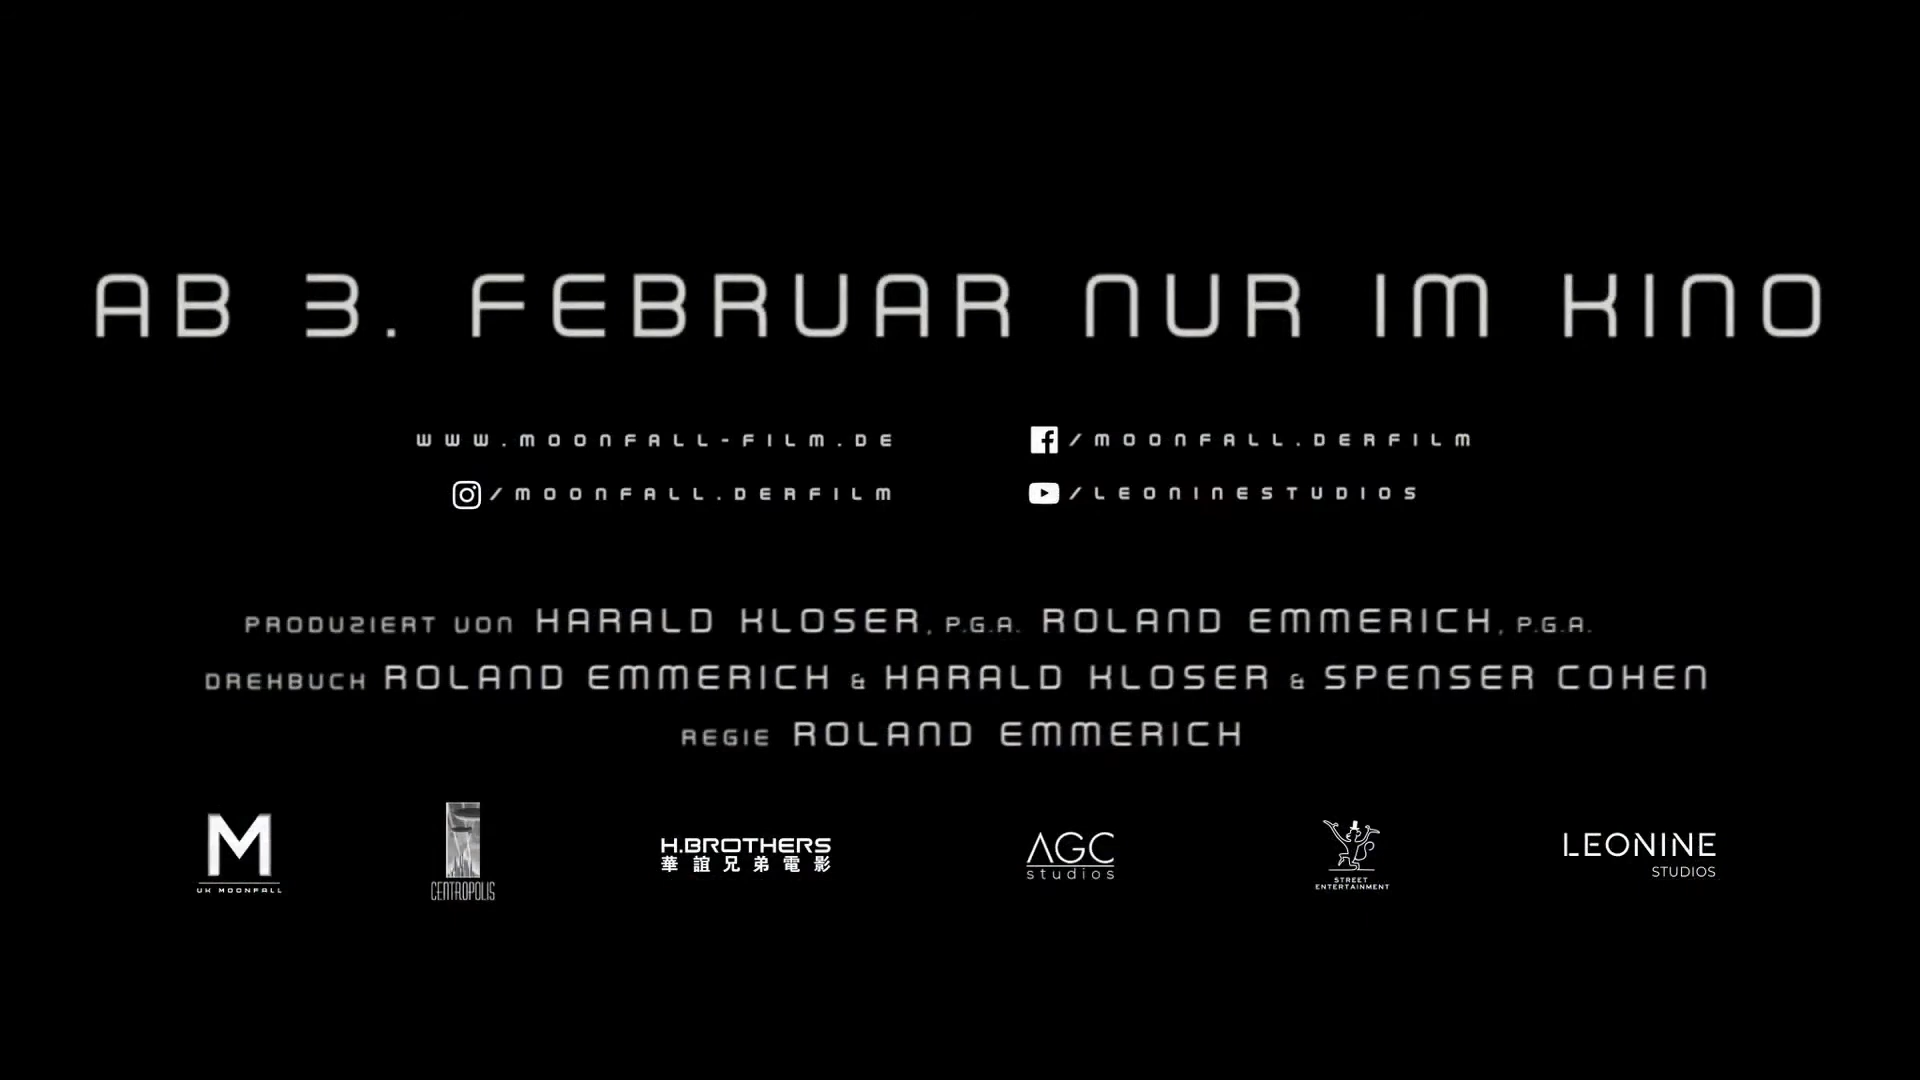 AB 3. FEBRUAR NUR IM KINO
WWW.MOONFALL-FILM.DE
/MOONFALL.DERFILM
/MOONFALL.DERFILM
/LEONINESTUDIOS
PRODUZIERT VON HARALD KLOSER, P.G.A. ROLAND EMMERICH, P.G.A.
DREHBUCH ROLAND EMMERICH & HARALD KLOSER & SPENSER COHEN
REGIE ROLAND EMMERICH
M
UK MOONFALL
CENTROPOLIS
H.BROTHERS
華誼兄弟電影
AGC
studios
STREET
ENTERTAINMENT
LEONINE
STUDIOS